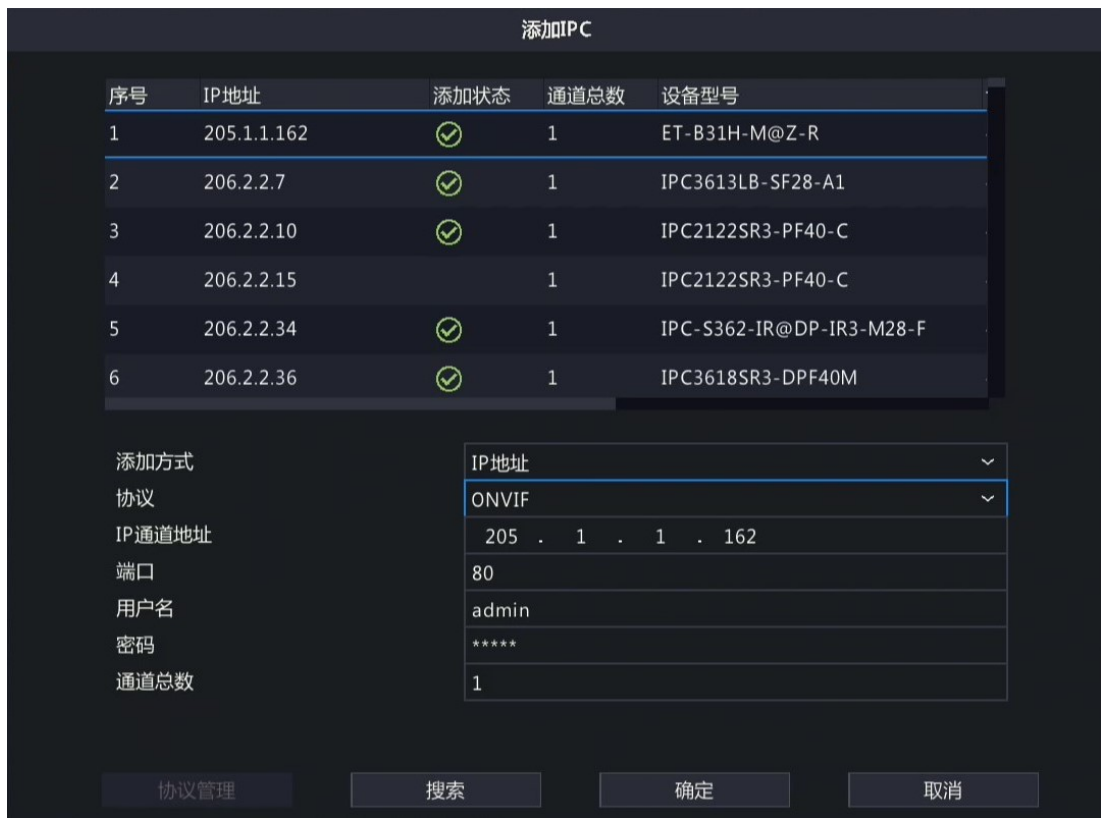 添加IPC
序号 IP地址 添加状态 通道总数 设备型号
1 205.1.1.162 1 ET-B31H-M@Z-R
2 206.2.2.7 1 IPC3613LB-SF28-A1
3 206.2.2.10 1 IPC2122SR3-PF40-C
4 206.2.2.15 1 IPC2122SR3-PF40-C
5 206.2.2.34 1 IPC-S362-IR@DP-IR3-M28-F
6 206.2.2.36 1 IPC3618SR3-DPF40M
添加方式 IP地址
协议 ONVIF
IP通道地址 205 . 1 . 1 . 162
端口 80
用户名 admin
密码 *****
通道总数 1
协议管理 搜索 确定 取消